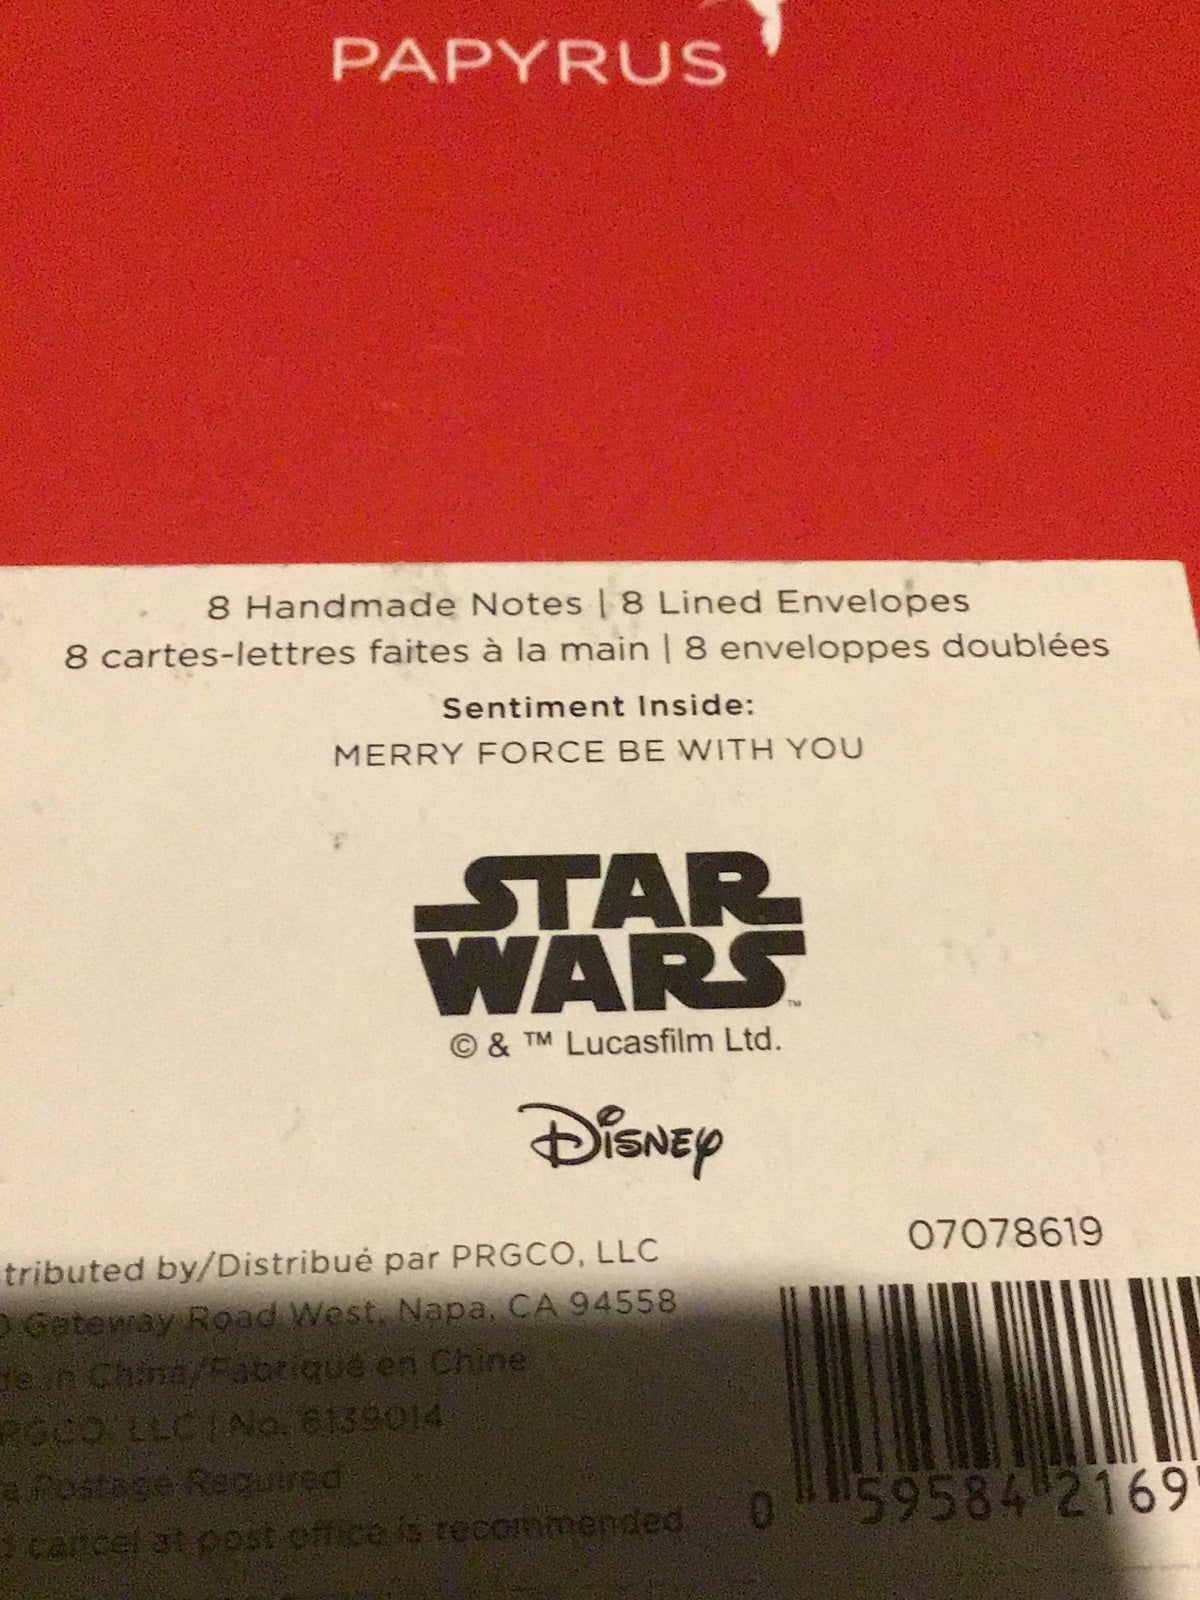 PAPYRUS
8 Handmade Notes | 8 Lined Envelopes
8 cartes-lettres faites à la main | 8 enveloppes doublées
Sentiment Inside:
MERRY FORCE BE WITH YOU
STAR
WARS™
© & ™ Lucasfilm Ltd.
Disney
07078619
tributed by/Distribué par PRGCO, LLC
Gateway Road West, Napa, CA 94558
de in China/Fabriqué en Chine
RGCO, LLC | No. 6139014
Postage Required
cancel at post office is recommended.
0 59584 2169